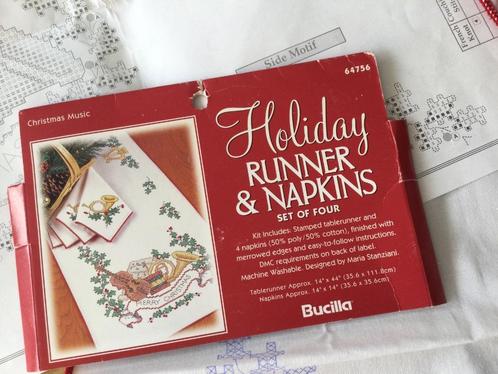 French
Knot
Side Motif
64756
Christmas Music
Holiday
RUNNER
& NAPKINS
SET OF FOUR
Kit Includes: Stamped tablerunner and
4 napkins (50% poly/50% cotton), finished with
merrowed edges and easy-to-follow instructions.
DMC requirements on back of label.
Machine Washable. Designed by Maria Stanziani.
Tablerunner Approx. 14" x 44" (35.6 x 111.8cm)
Napkins Approx. 14" x 14" (35.6 x 35.6cm)
Bucilla
MERRY CHRISTMAS